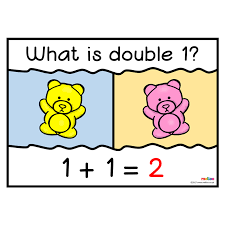 What is double 1?
1 + 1 = 2